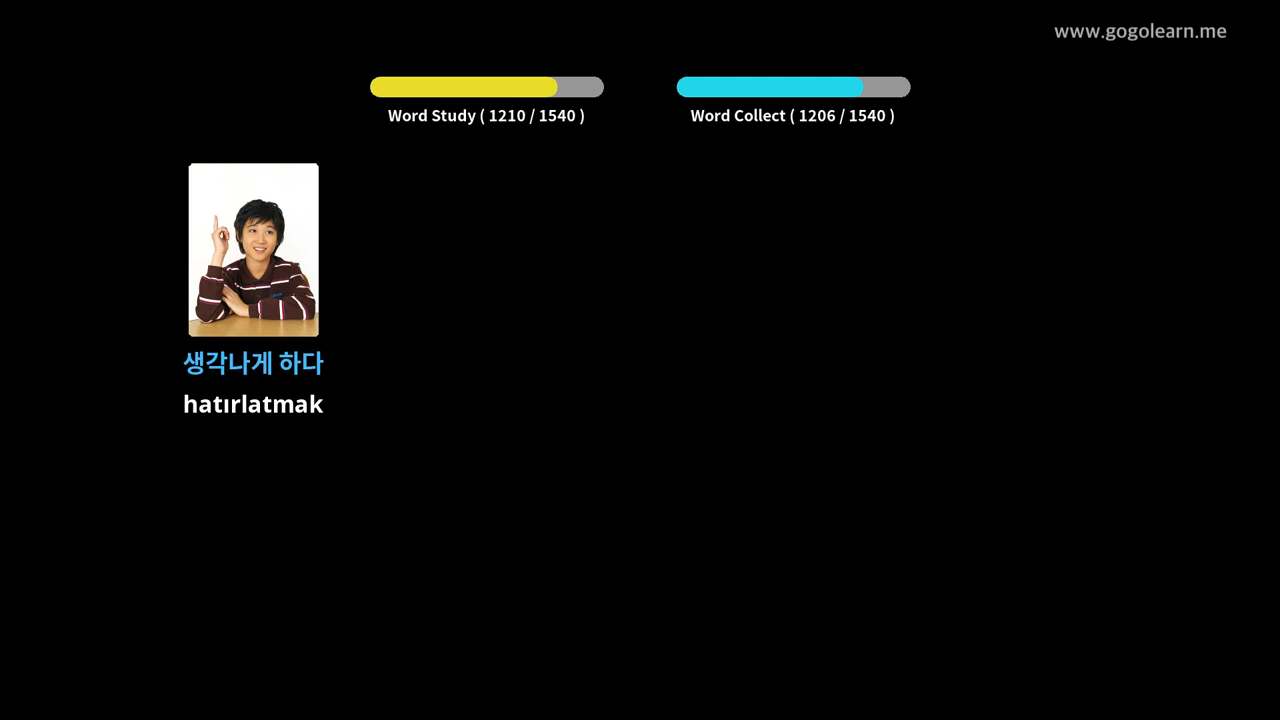 www.gogolearn.me
Word Study ( 1210 / 1540 )
Word Collect ( 1206 / 1540 )
생각나게 하다
hatırlatmak